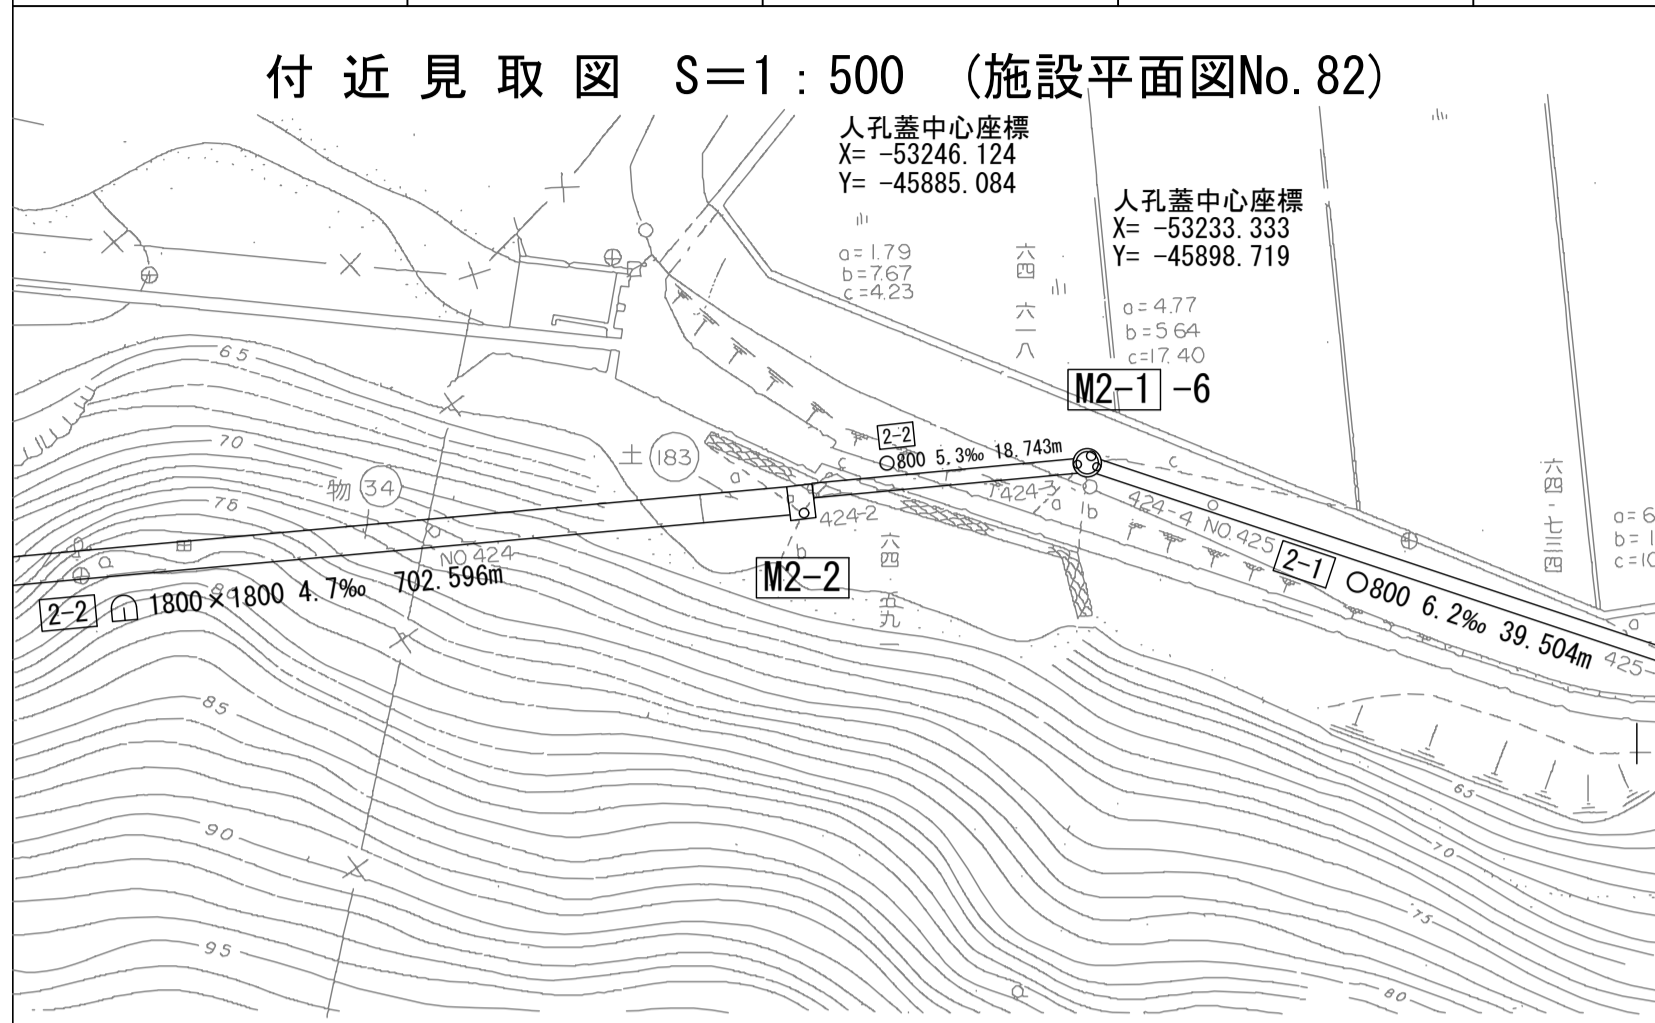 付近見取図 S=1:500 (施設平面図No.82)
人孔蓋中心座標
X= -53246.124
Y= -45885.084
人孔蓋中心座標
X= -53233.333
Y= -45898.719
a=1.79
b=7.67
c=4.23
六四
六一八
a=4.77
b=5.64
c=17.40
M2-1 -6
65
70
75
物 34
土 183
2-2
○800 5.3‰ 18.743m
c
a
424-2
b
424-3
a
b
c
424-4 NO.425
六四・七三四
2-1 ○800 6.2‰ 39.504m
a
425-
NO.424
M2-2
六四・五九一
2-2 1800×1800 4.7‰ 702.596m
80
85
90
95
65
70
75
80